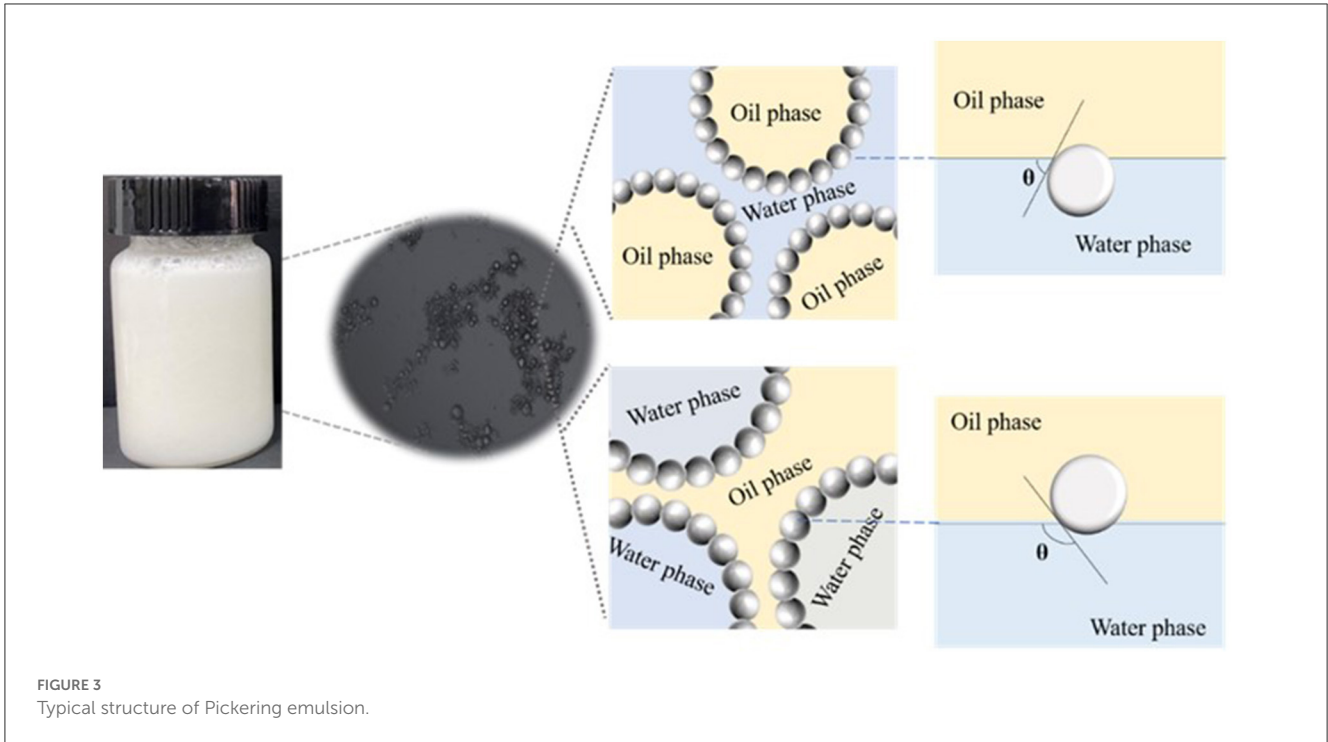 Oil phase
Water phase
Oil phase
Oil phase
Oil phase
θ
Water phase
Water phase
Oil phase
Water phase
Water phase
Oil phase
θ
Water phase
FIGURE 3
Typical structure of Pickering emulsion.